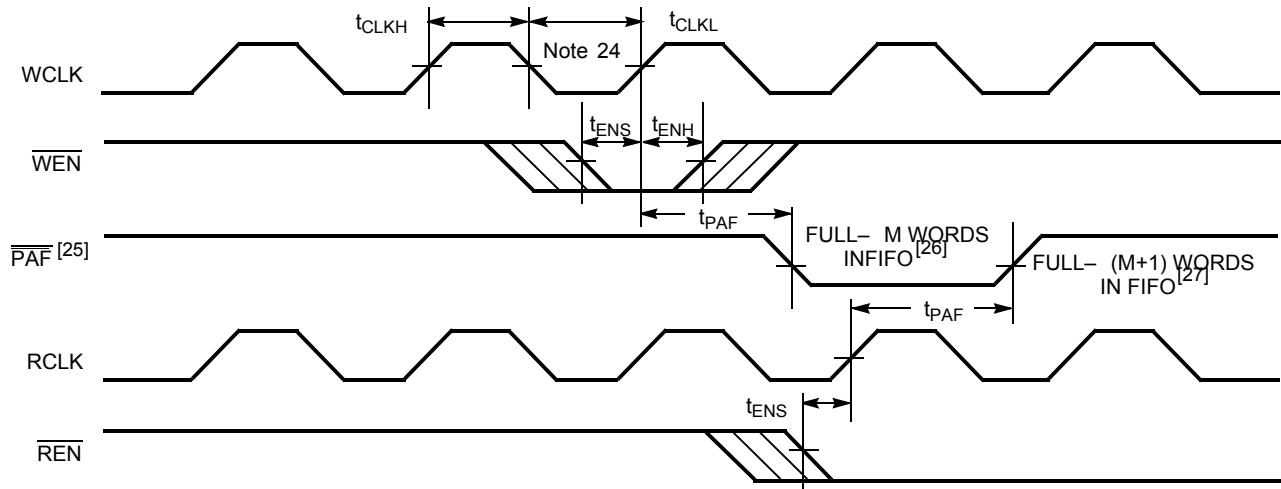 tCLKH
tCLKL
Note 24
WCLK
tENS
tENH
WEN
tPAF
PAF [25]
FULL– M WORDS
INFIFO[26]
FULL– (M+1) WORDS
IN FIFO[27]
tPAF
RCLK
tENS
REN